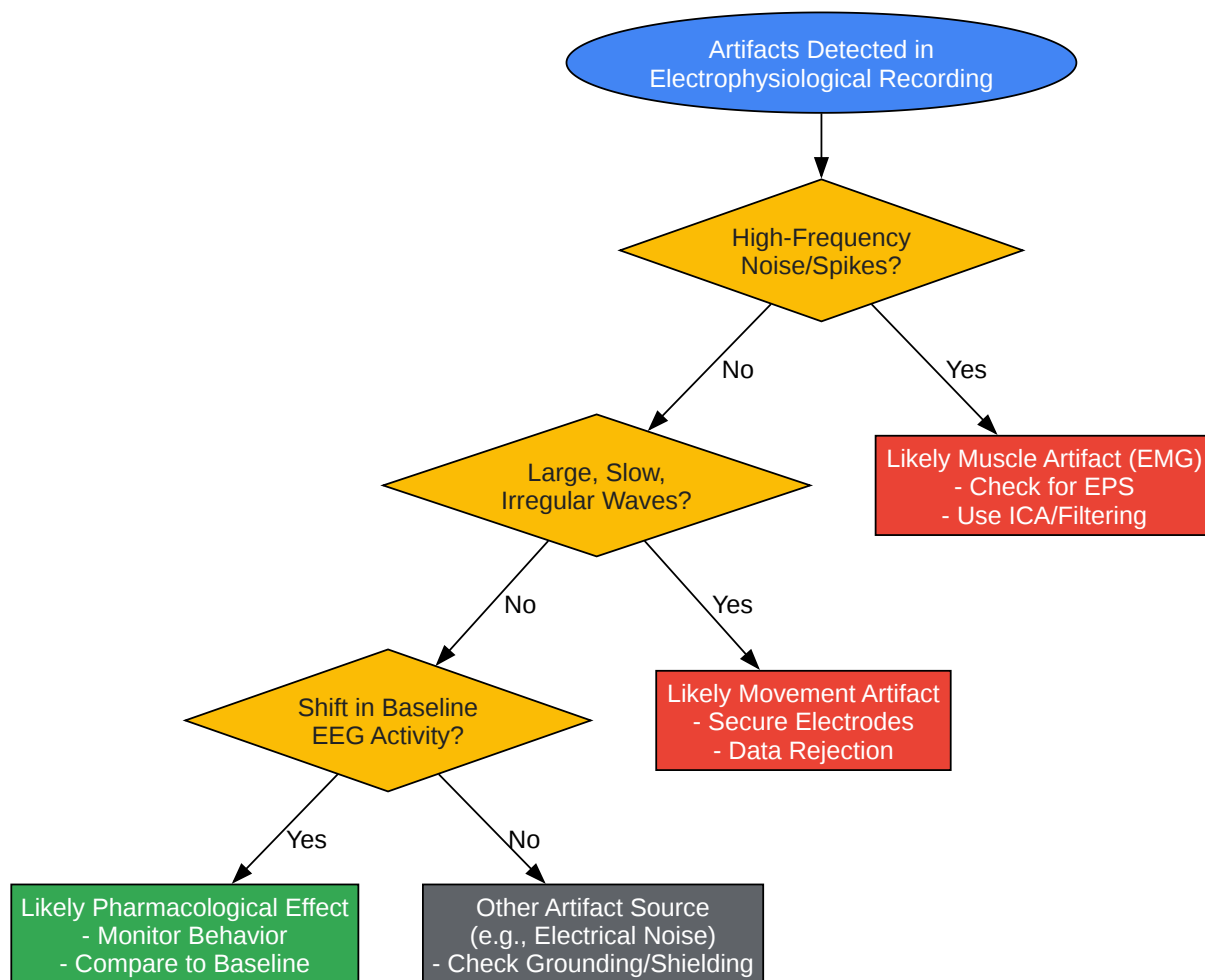 Artifacts Detected in
Electrophysiological Recording
High-Frequency
Noise/Spikes?
No
Yes
Large, Slow,
Irregular Waves?
Likely Muscle Artifact (EMG)
- Check for EPS
- Use ICA/Filtering
No
Yes
Shift in Baseline
EEG Activity?
Likely Movement Artifact
- Secure Electrodes
- Data Rejection
Yes
No
Likely Pharmacological Effect
- Monitor Behavior
- Compare to Baseline
Other Artifact Source
(e.g., Electrical Noise)
- Check Grounding/Shielding